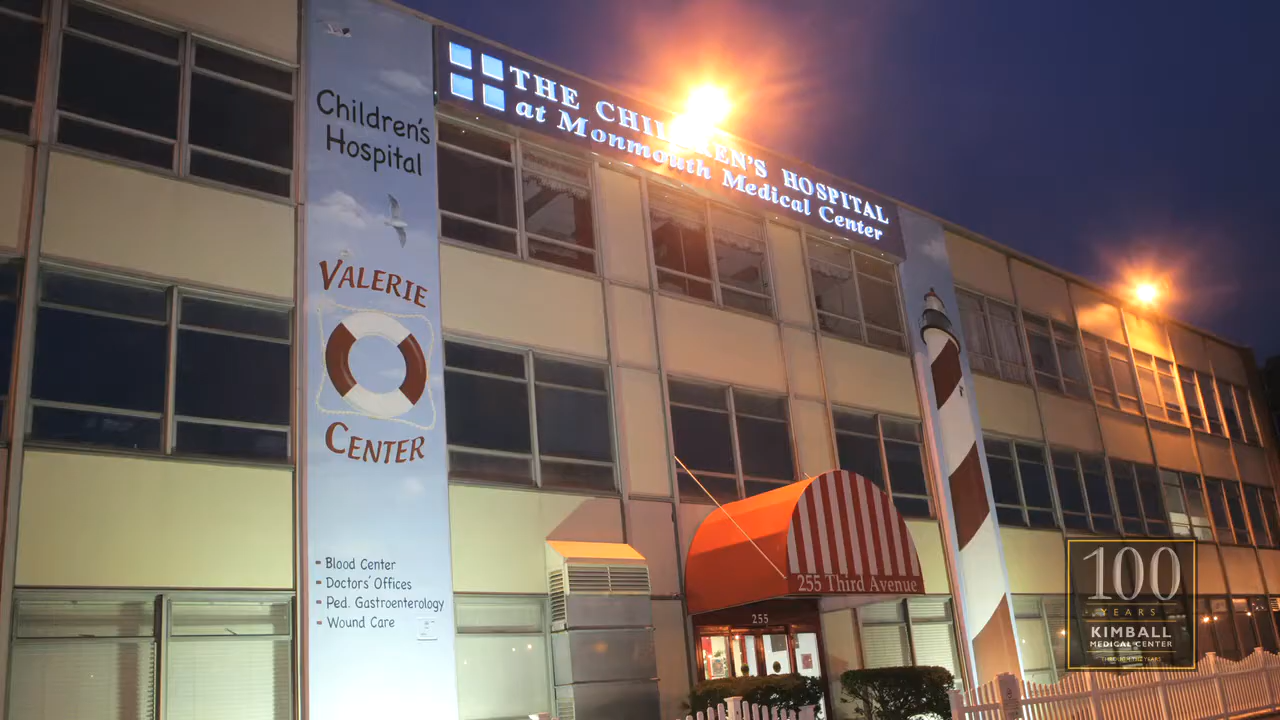 THE CHILDREN'S HOSPITAL
at Monmouth Medical Center
Children's
Hospital
VALERIE
CENTER
- Blood Center
- Doctors' Offices
- Ped. Gastroenterology
- Wound Care
255 Third Avenue
255
100
YEARS
KIMBALL
MEDICAL CENTER